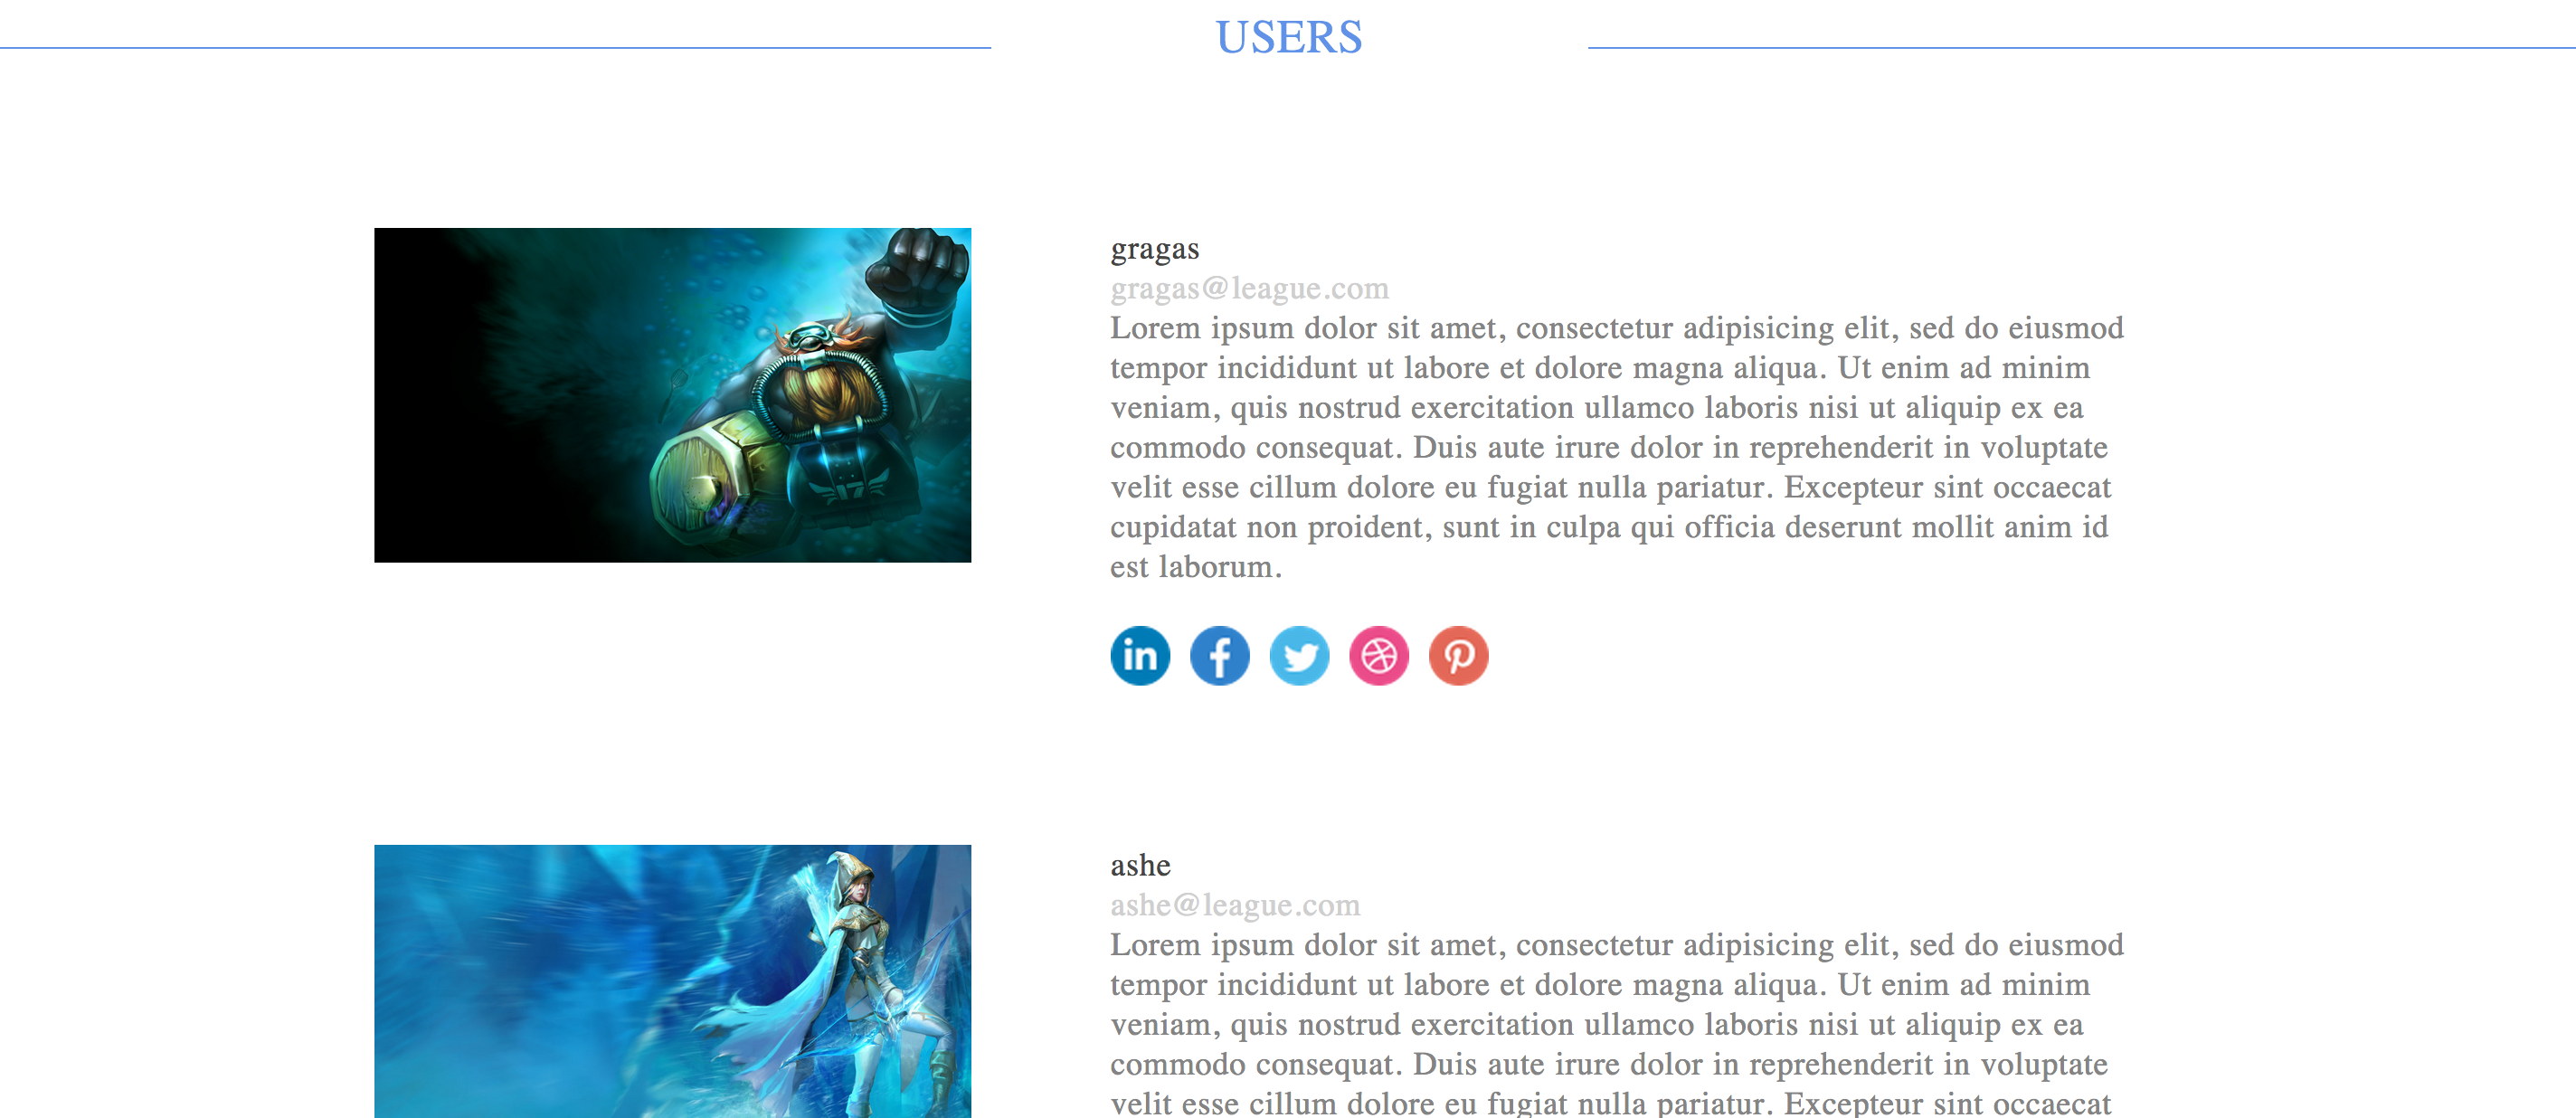 USERS
gragas
gragas@league.com
Lorem ipsum dolor sit amet, consectetur adipisicing elit, sed do eiusmod
tempor incididunt ut labore et dolore magna aliqua. Ut enim ad minim
veniam, quis nostrud exercitation ullamco laboris nisi ut aliquip ex ea
commodo consequat. Duis aute irure dolor in reprehenderit in voluptate
velit esse cillum dolore eu fugiat nulla pariatur. Excepteur sint occaecat
cupidatat non proident, sunt in culpa qui officia deserunt mollit anim id
est laborum.
17
in
ashe
ashe@league.com
Lorem ipsum dolor sit amet, consectetur adipisicing elit, sed do eiusmod
tempor incididunt ut labore et dolore magna aliqua. Ut enim ad minim
veniam, quis nostrud exercitation ullamco laboris nisi ut aliquip ex ea
commodo consequat. Duis aute irure dolor in reprehenderit in voluptate
velit esse cillum dolore eu fugiat nulla pariatur. Excepteur sint occaecat